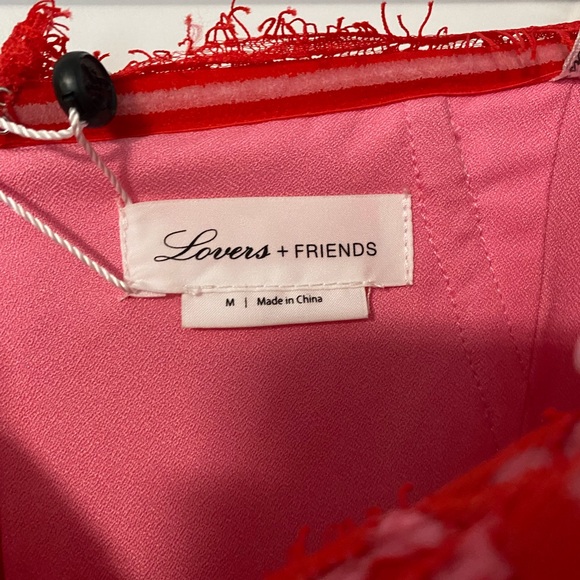 Lovers + FRIENDS
M | Made in China